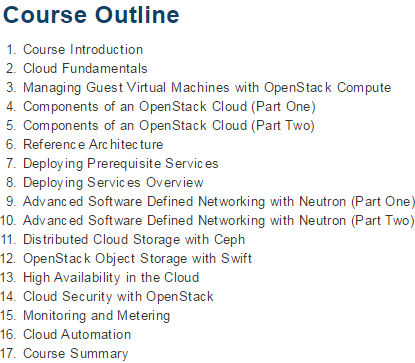 Course Outline
1. Course Introduction
2. Cloud Fundamentals
3. Managing Guest Virtual Machines with OpenStack Compute
4. Components of an OpenStack Cloud (Part One)
5. Components of an OpenStack Cloud (Part Two)
6. Reference Architecture
7. Deploying Prerequisite Services
8. Deploying Services Overview
9. Advanced Software Defined Networking with Neutron (Part One)
10. Advanced Software Defined Networking with Neutron (Part Two)
11. Distributed Cloud Storage with Ceph
12. OpenStack Object Storage with Swift
13. High Availability in the Cloud
14. Cloud Security with OpenStack
15. Monitoring and Metering
16. Cloud Automation
17. Course Summary